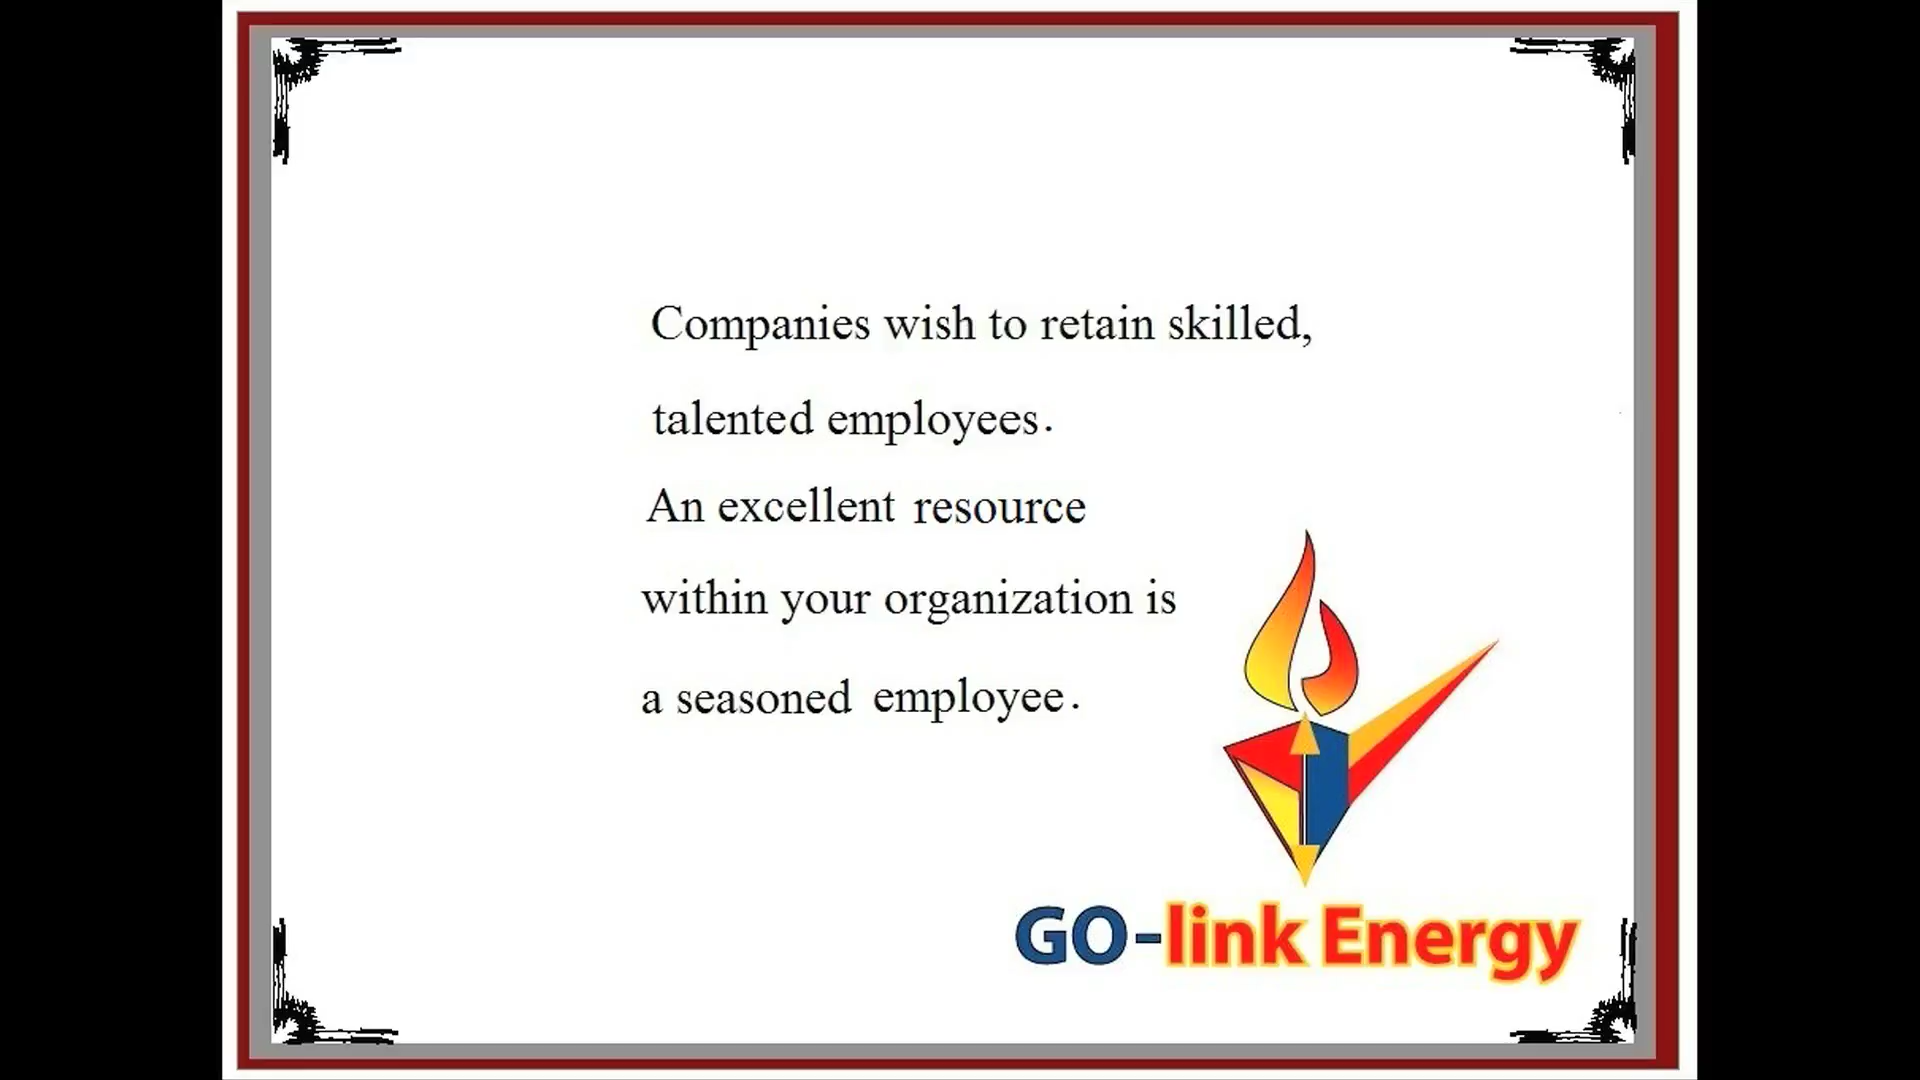 Companies wish to retain skilled,
talented employees.
An excellent resource
within your organization is
a seasoned employee.
GO-link Energy